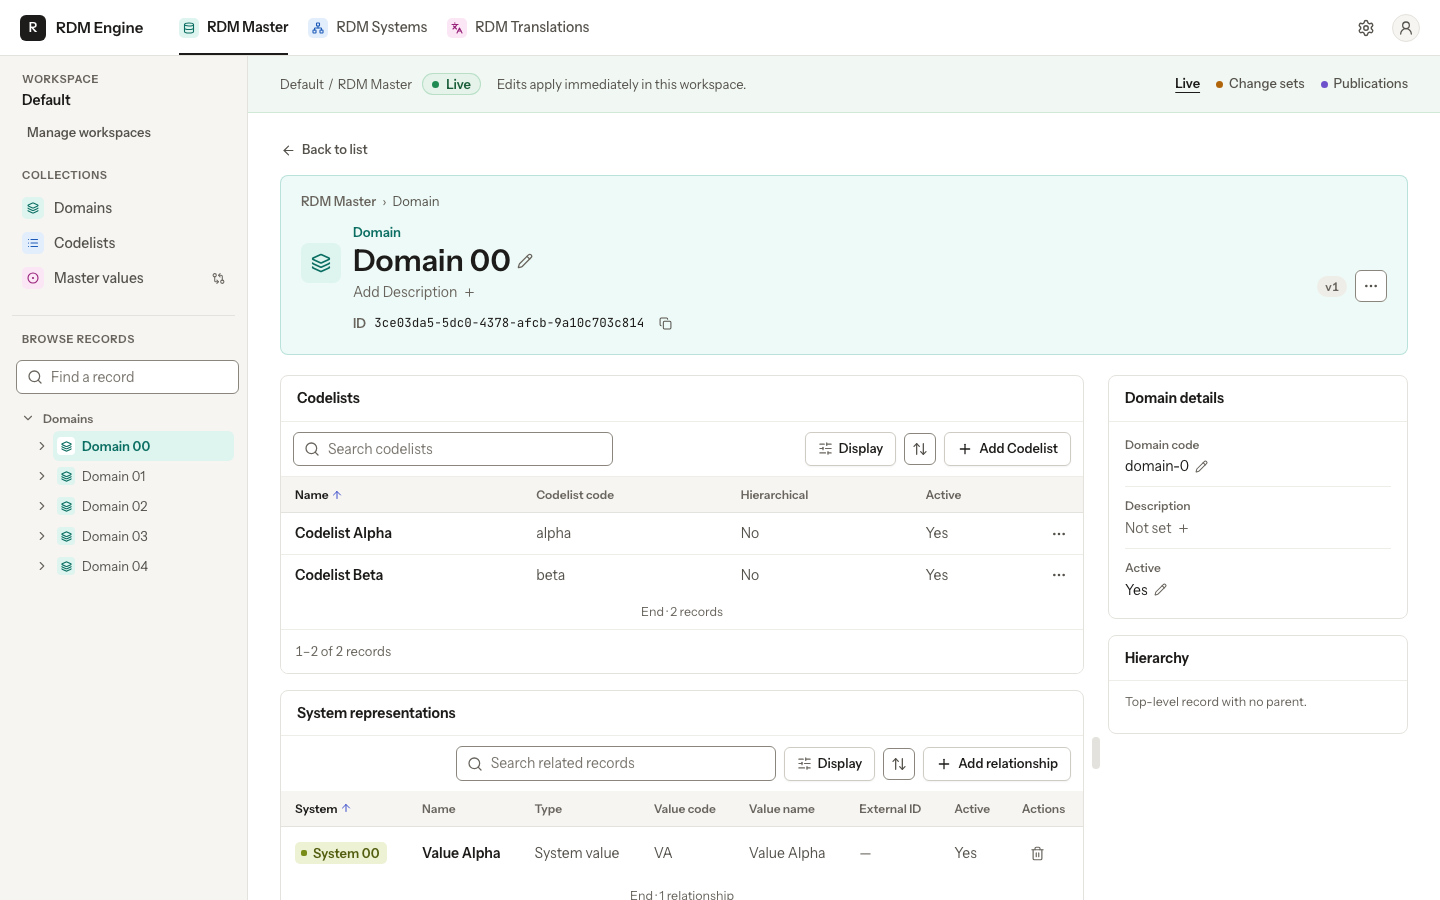 R RDM Engine RDM Master RDM Systems RDM Translations
WORKSPACE
Default
Manage workspaces
COLLECTIONS
Domains
Codelists
Master values
BROWSE RECORDS
Find a record
Domains
Domain 00
Domain 01
Domain 02
Domain 03
Domain 04
Default / RDM Master Live Edits apply immediately in this workspace. Live Change sets Publications
Back to list
RDM Master › Domain
Domain
Domain 00
Add Description +
v1
ID 3ce03da5-5dc0-4378-afcb-9a10c703c814
Codelists
Search codelists Display Add Codelist
Name Codelist code Hierarchical Active
Codelist Alpha alpha No Yes
Codelist Beta beta No Yes
End · 2 records
1–2 of 2 records
System representations
Search related records Display Add relationship
System Name Type Value code Value name External ID Active Actions
System 00 Value Alpha System value VA Value Alpha — Yes
End · 1 relationship
Domain details
Domain code
domain-0
Description
Not set +
Active
Yes
Hierarchy
Top-level record with no parent.